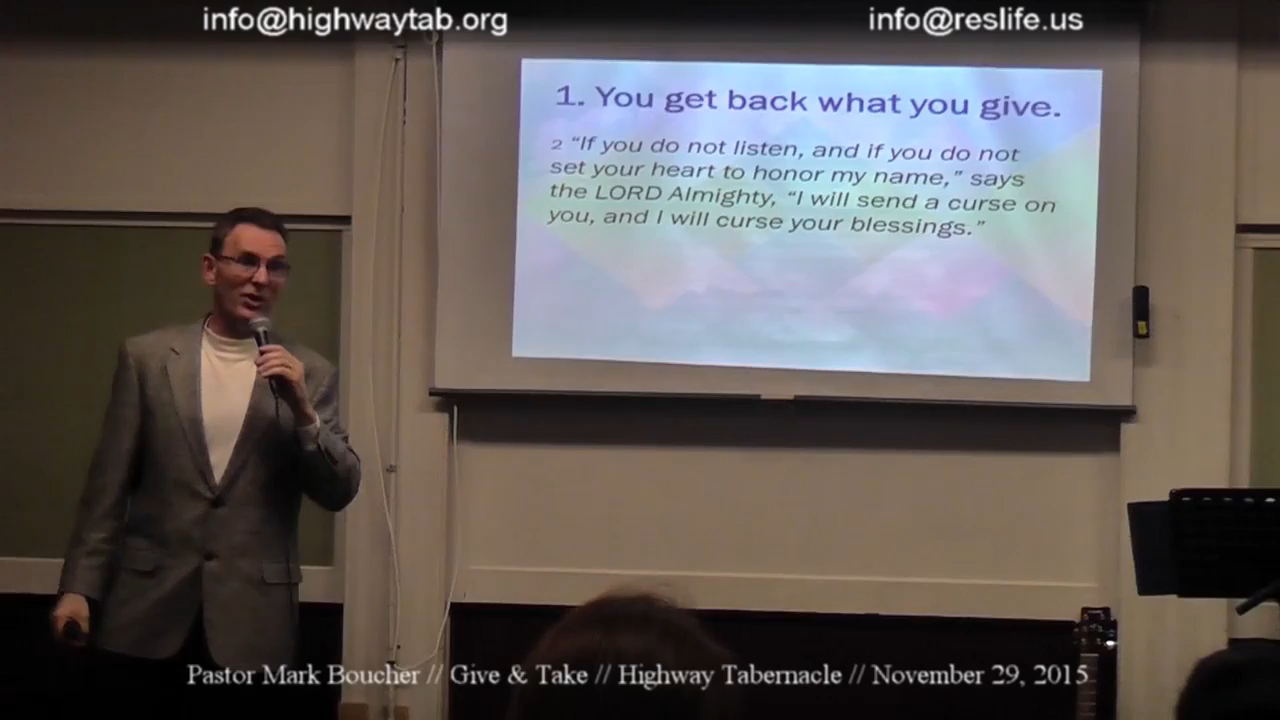 info@highwaytab.org
info@reslife.us
1. You get back what you give.
2 “If you do not listen, and if you do not
set your heart to honor my name,” says
the LORD Almighty, “I will send a curse on
you, and I will curse your blessings.”
Pastor Mark Boucher // Give & Take // Highway Tabernacle // November 29, 2015